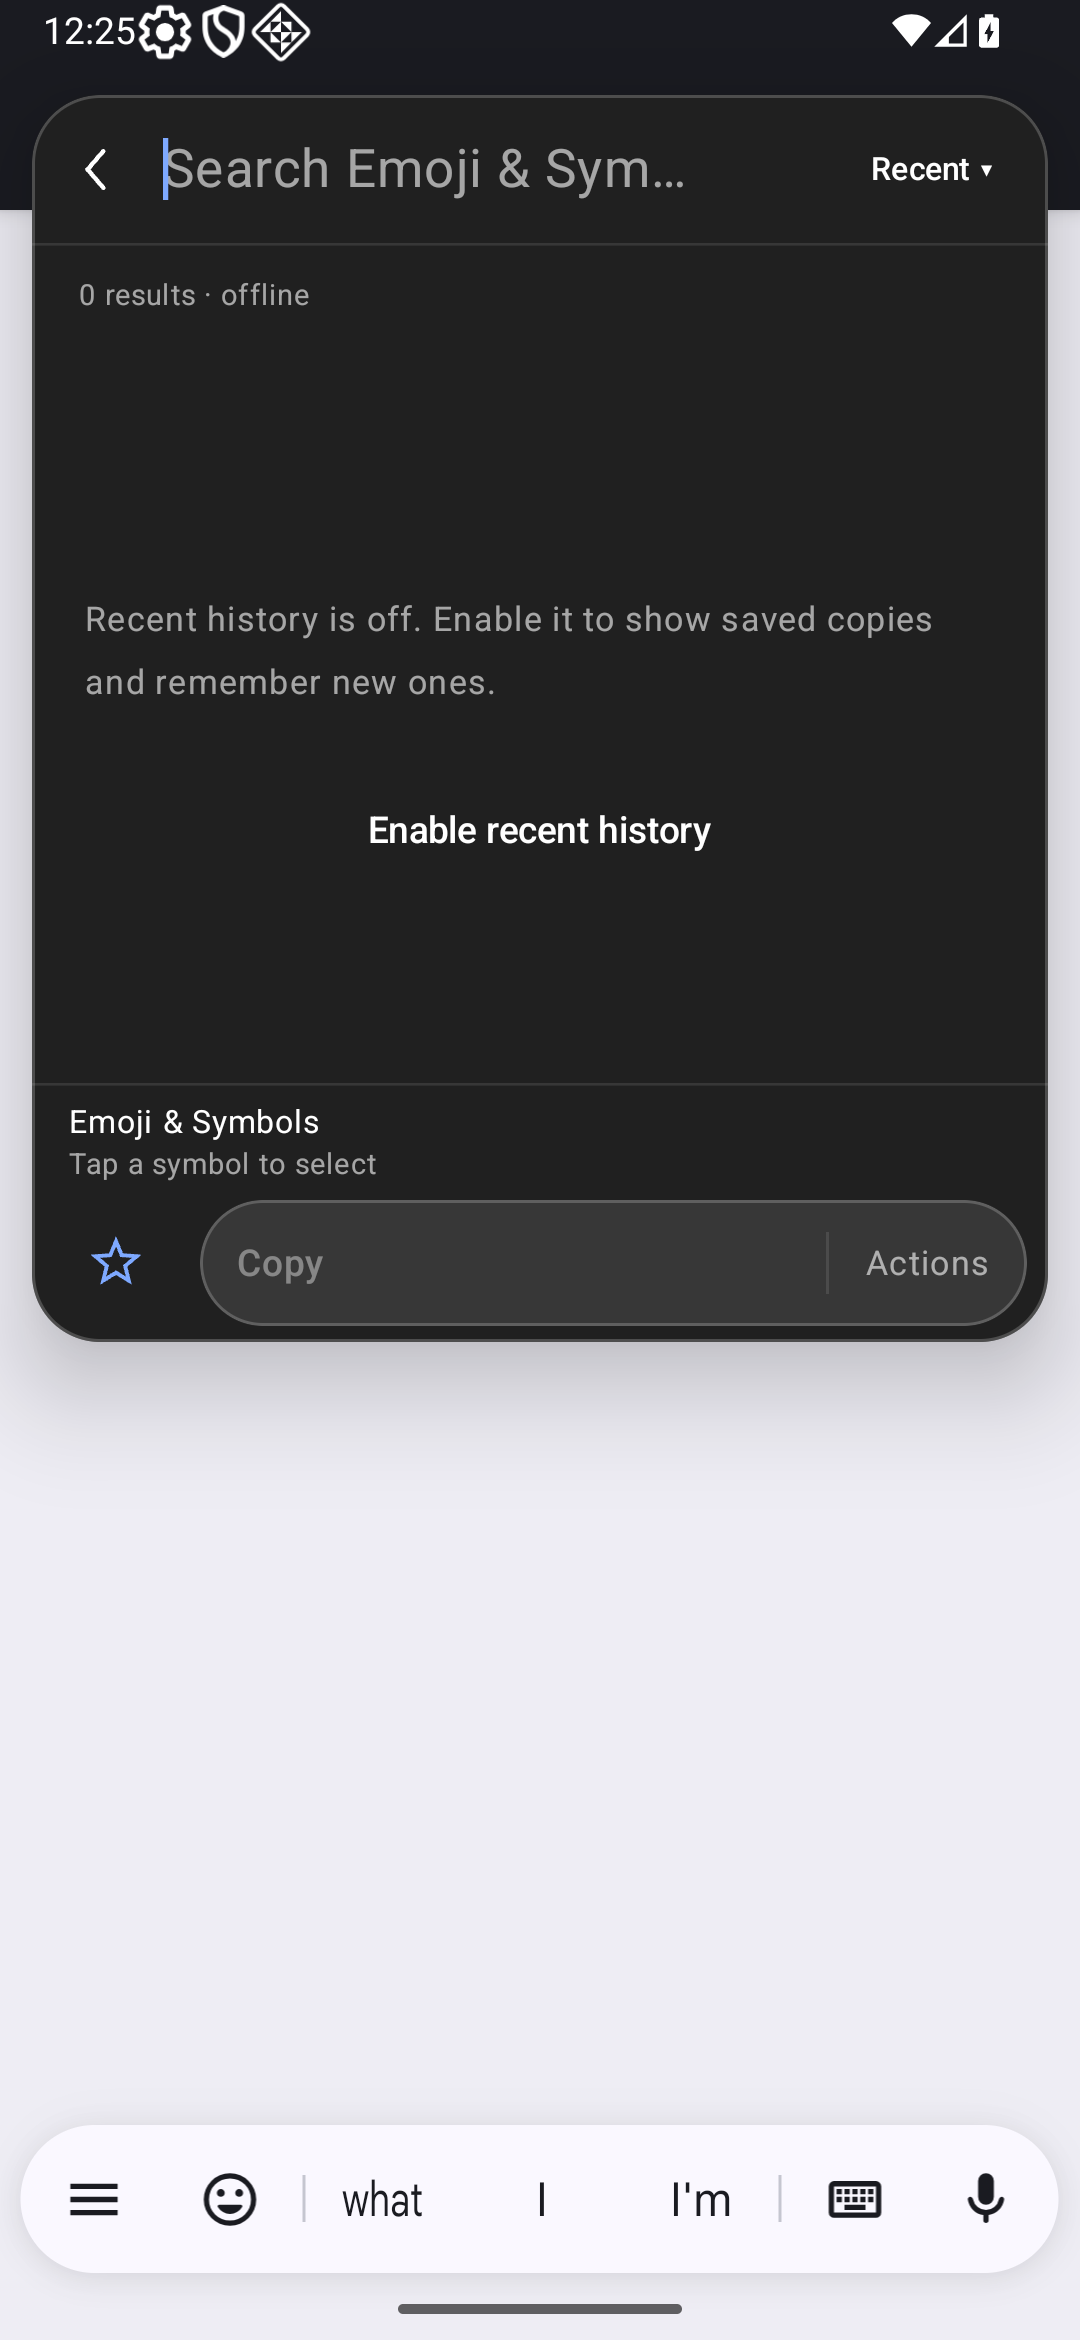 12:25
Search Emoji & Sym…
Recent ▾
0 results · offline
Recent history is off. Enable it to show saved copies
and remember new ones.
Enable recent history
Emoji & Symbols
Tap a symbol to select
Copy
Actions
what
I
I'm